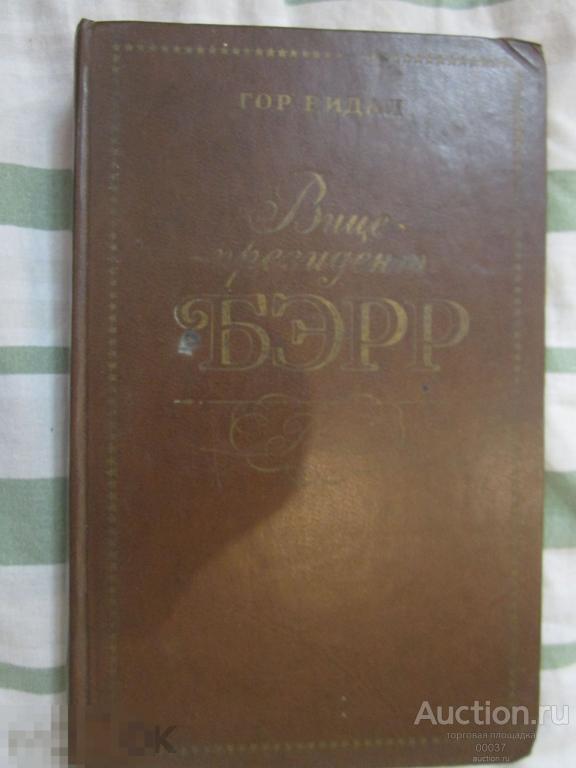 ГОР ВИДАЛ
Вице-
президент
БЭРР
Auction.ru
торговая площадка
00037
auction.ru